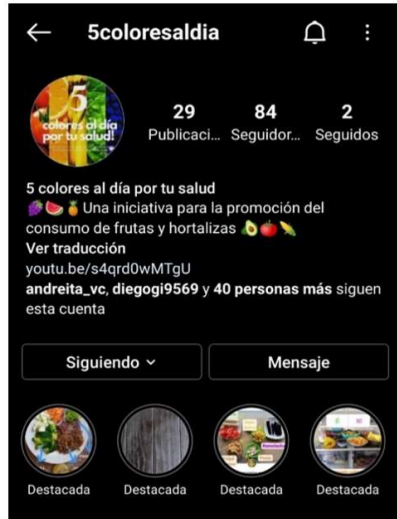 5coloresaldia
5
colores al día
por tu salud!
29 84 2
Publicaci... Seguidor... Seguidos
5 colores al día por tu salud
🍇🍉🍍 Una iniciativa para la promoción del
consumo de frutas y hortalizas 🥑🍅🌽
Ver traducción
youtu.be/s4qrd0wMTgU
andreita_vc, diegogi9569 y 40 personas más siguen
esta cuenta
Siguiendo Mensaje
Destacada Destacada Destacada Destacada